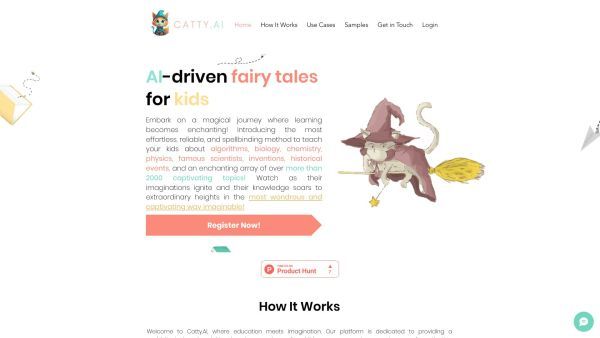 CATTY.AI
Home How It Works Use Cases Samples Get in Touch Login
AI-driven fairy tales
for kids
Embark on a magical journey where learning
becomes enchanting! Introducing the most
effortless, reliable, and spellbinding method to teach
your kids about algorithms, biology, chemistry,
physics, famous scientists, inventions, historical
events, and an enchanting array of over more than
2000 captivating topics! Watch as their
imaginations ignite and their knowledge soars to
extraordinary heights in the most wondrous and
captivating way imaginable!
Register Now!
Product Hunt
7
How It Works
Welcome to Catty.AI, where education meets imagination. Our platform is dedicated to providing a